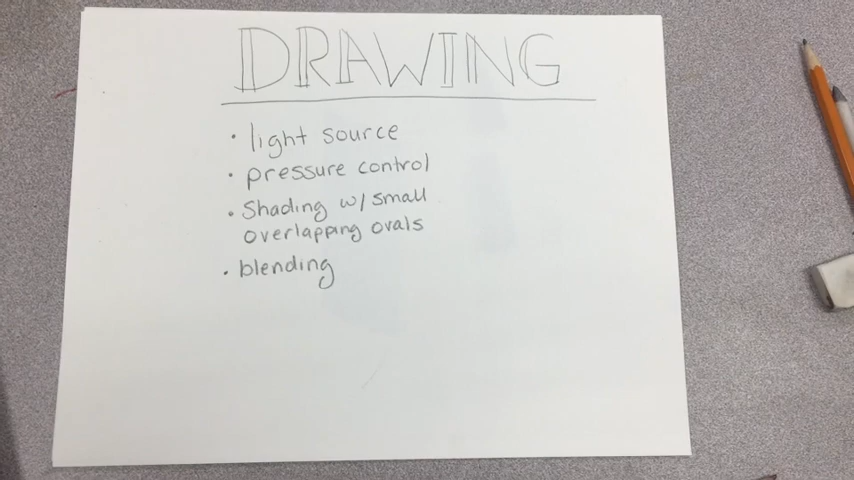 DRAWING
• light source
• pressure control
• Shading w/ small
overlapping ovals
• blending